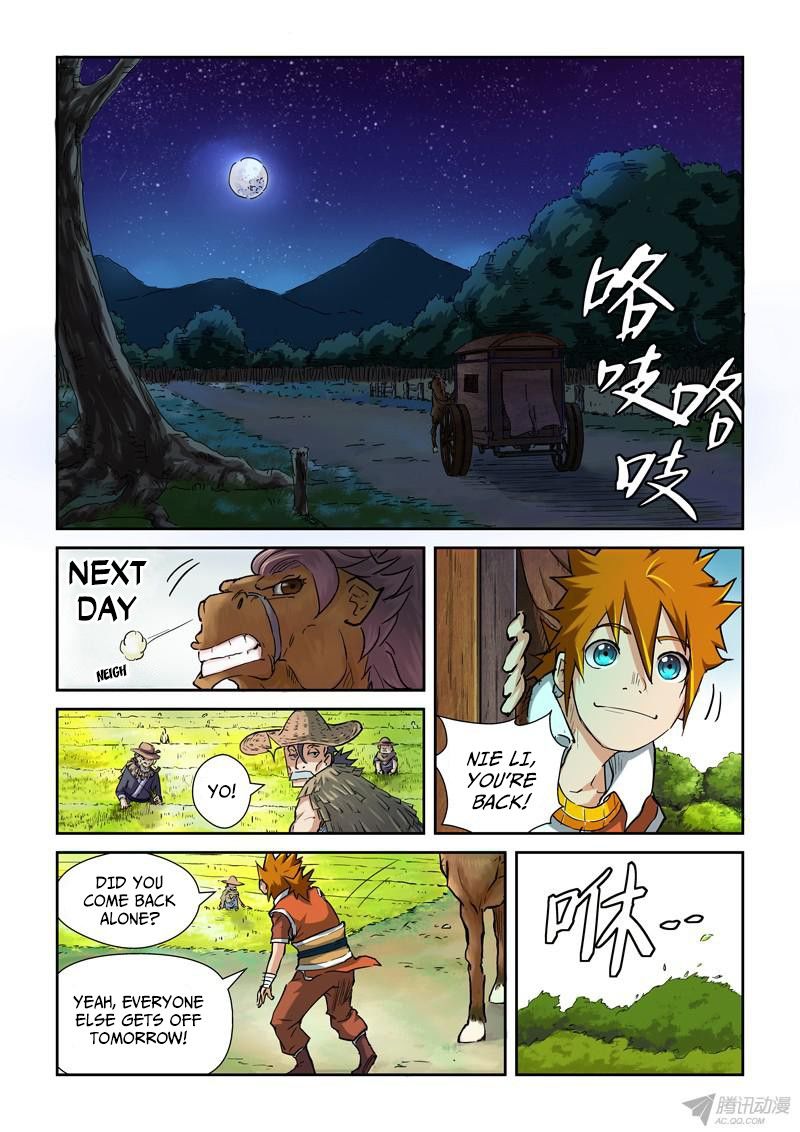 咯
吱
咯
吱
NEXT
DAY
NEIGH
NIE LI,
YOU'RE
BACK!
YO!
DID YOU
COME BACK
ALONE?
YEAH, EVERYONE
ELSE GETS OFF
TOMORROW!
咻
腾讯动漫
AC.QQ.COM